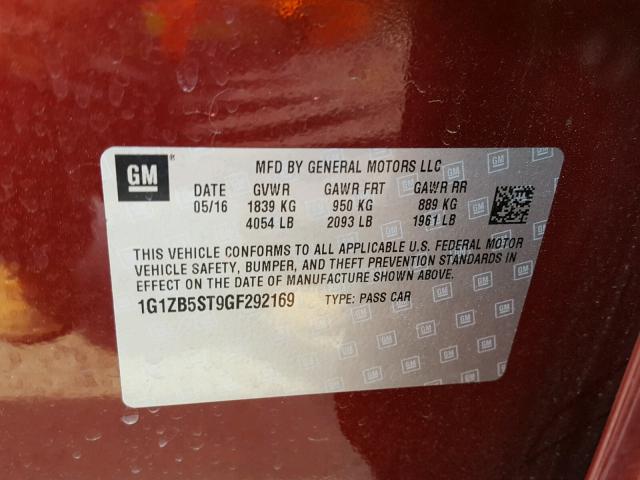 GM ® MFD BY GENERAL MOTORS LLC
DATE GVWR GAWR FRT GAWR RR
05/16 1839 KG 950 KG 889 KG
4054 LB 2093 LB 1961 LB
THIS VEHICLE CONFORMS TO ALL APPLICABLE U.S. FEDERAL MOTOR
VEHICLE SAFETY, BUMPER, AND THEFT PREVENTION STANDARDS IN
EFFECT ON THE DATE OF MANUFACTURE SHOWN ABOVE.
1G1ZB5ST9GF292169 TYPE: PASS CAR